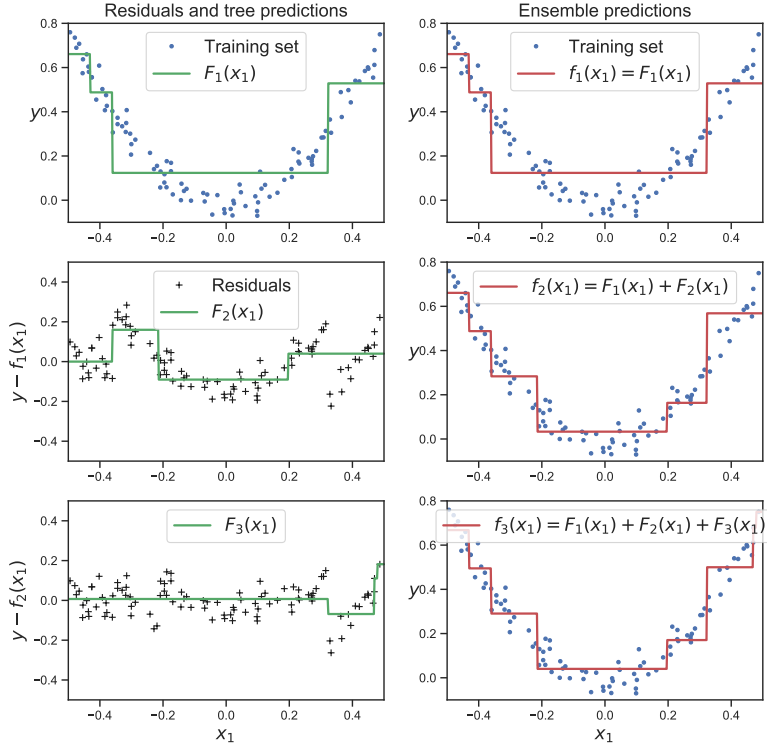 Residuals and tree predictions
Ensemble predictions
0.8
0.6
y
0.4
0.2
0.0
−0.4 −0.2 0.0 0.2 0.4
Training set
F₁(x₁)
0.8
0.6
y
0.4
0.2
0.0
−0.4 −0.2 0.0 0.2 0.4
Training set
f₁(x₁) = F₁(x₁)
y − f₁(x₁)
0.4
0.2
0.0
−0.2
−0.4
−0.4 −0.2 0.0 0.2 0.4
Residuals
F₂(x₁)
0.8
0.6
y
0.4
0.2
0.0
−0.4 −0.2 0.0 0.2 0.4
f₂(x₁) = F₁(x₁) + F₂(x₁)
y − f₂(x₁)
0.4
0.2
0.0
−0.2
−0.4
−0.4 −0.2 0.0 0.2 0.4
x₁
F₃(x₁)
0.8
0.6
y
0.4
0.2
0.0
−0.4 −0.2 0.0 0.2 0.4
x₁
f₃(x₁) = F₁(x₁) + F₂(x₁) + F₃(x₁)